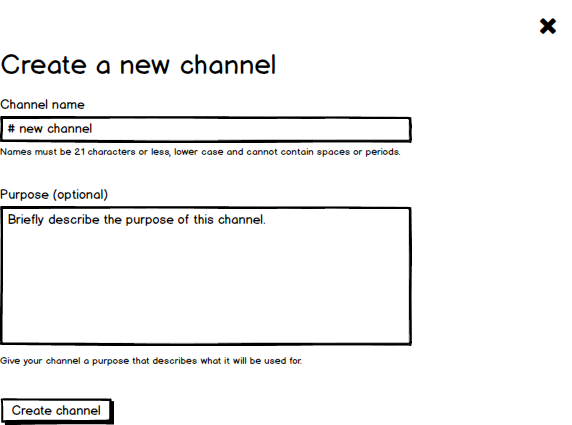 Create a new channel
Channel name
# new channel
Names must be 21 characters or less, lower case and cannot contain spaces or periods.
Purpose (optional)
Briefly describe the purpose of this channel.
Give your channel a purpose that describes what it will be used for.
Create channel